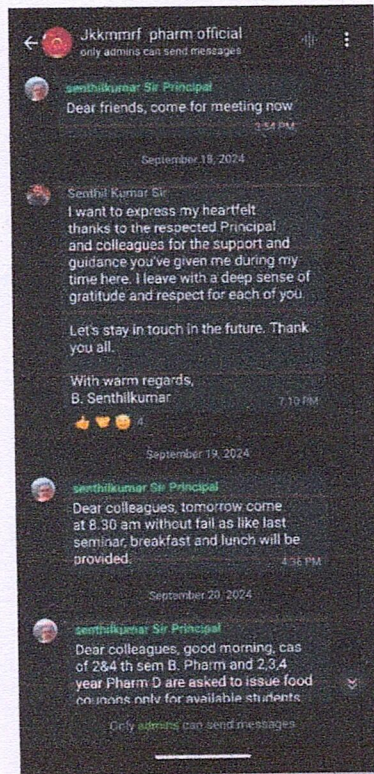 Jkkmmrf pharm official
only admins can send messages
senthilkumar Sir Principal
Dear friends, come for meeting now
3:54 PM
September 18, 2024
Senthil Kumar Sir
I want to express my heartfelt
thanks to the respected Principal
and colleagues for the support and
guidance you've given me during my
time here. I leave with a deep sense of
gratitude and respect for each of you.
Let's stay in touch in the future. Thank
you all.
With warm regards,
B. Senthilkumar
7:10 PM
4
September 19, 2024
senthilkumar Sir Principal
Dear colleagues, tomorrow come
at 8.30 am without fail as like last
seminar, breakfast and lunch will be
provided.
4:36 PM
September 20, 2024
senthilkumar Sir Principal
Dear colleagues, good morning, cas
of 2&4 th sem B. Pharm and 2,3,4
year Pharm D are asked to issue food
coupons only for available students
Only admins can send messages